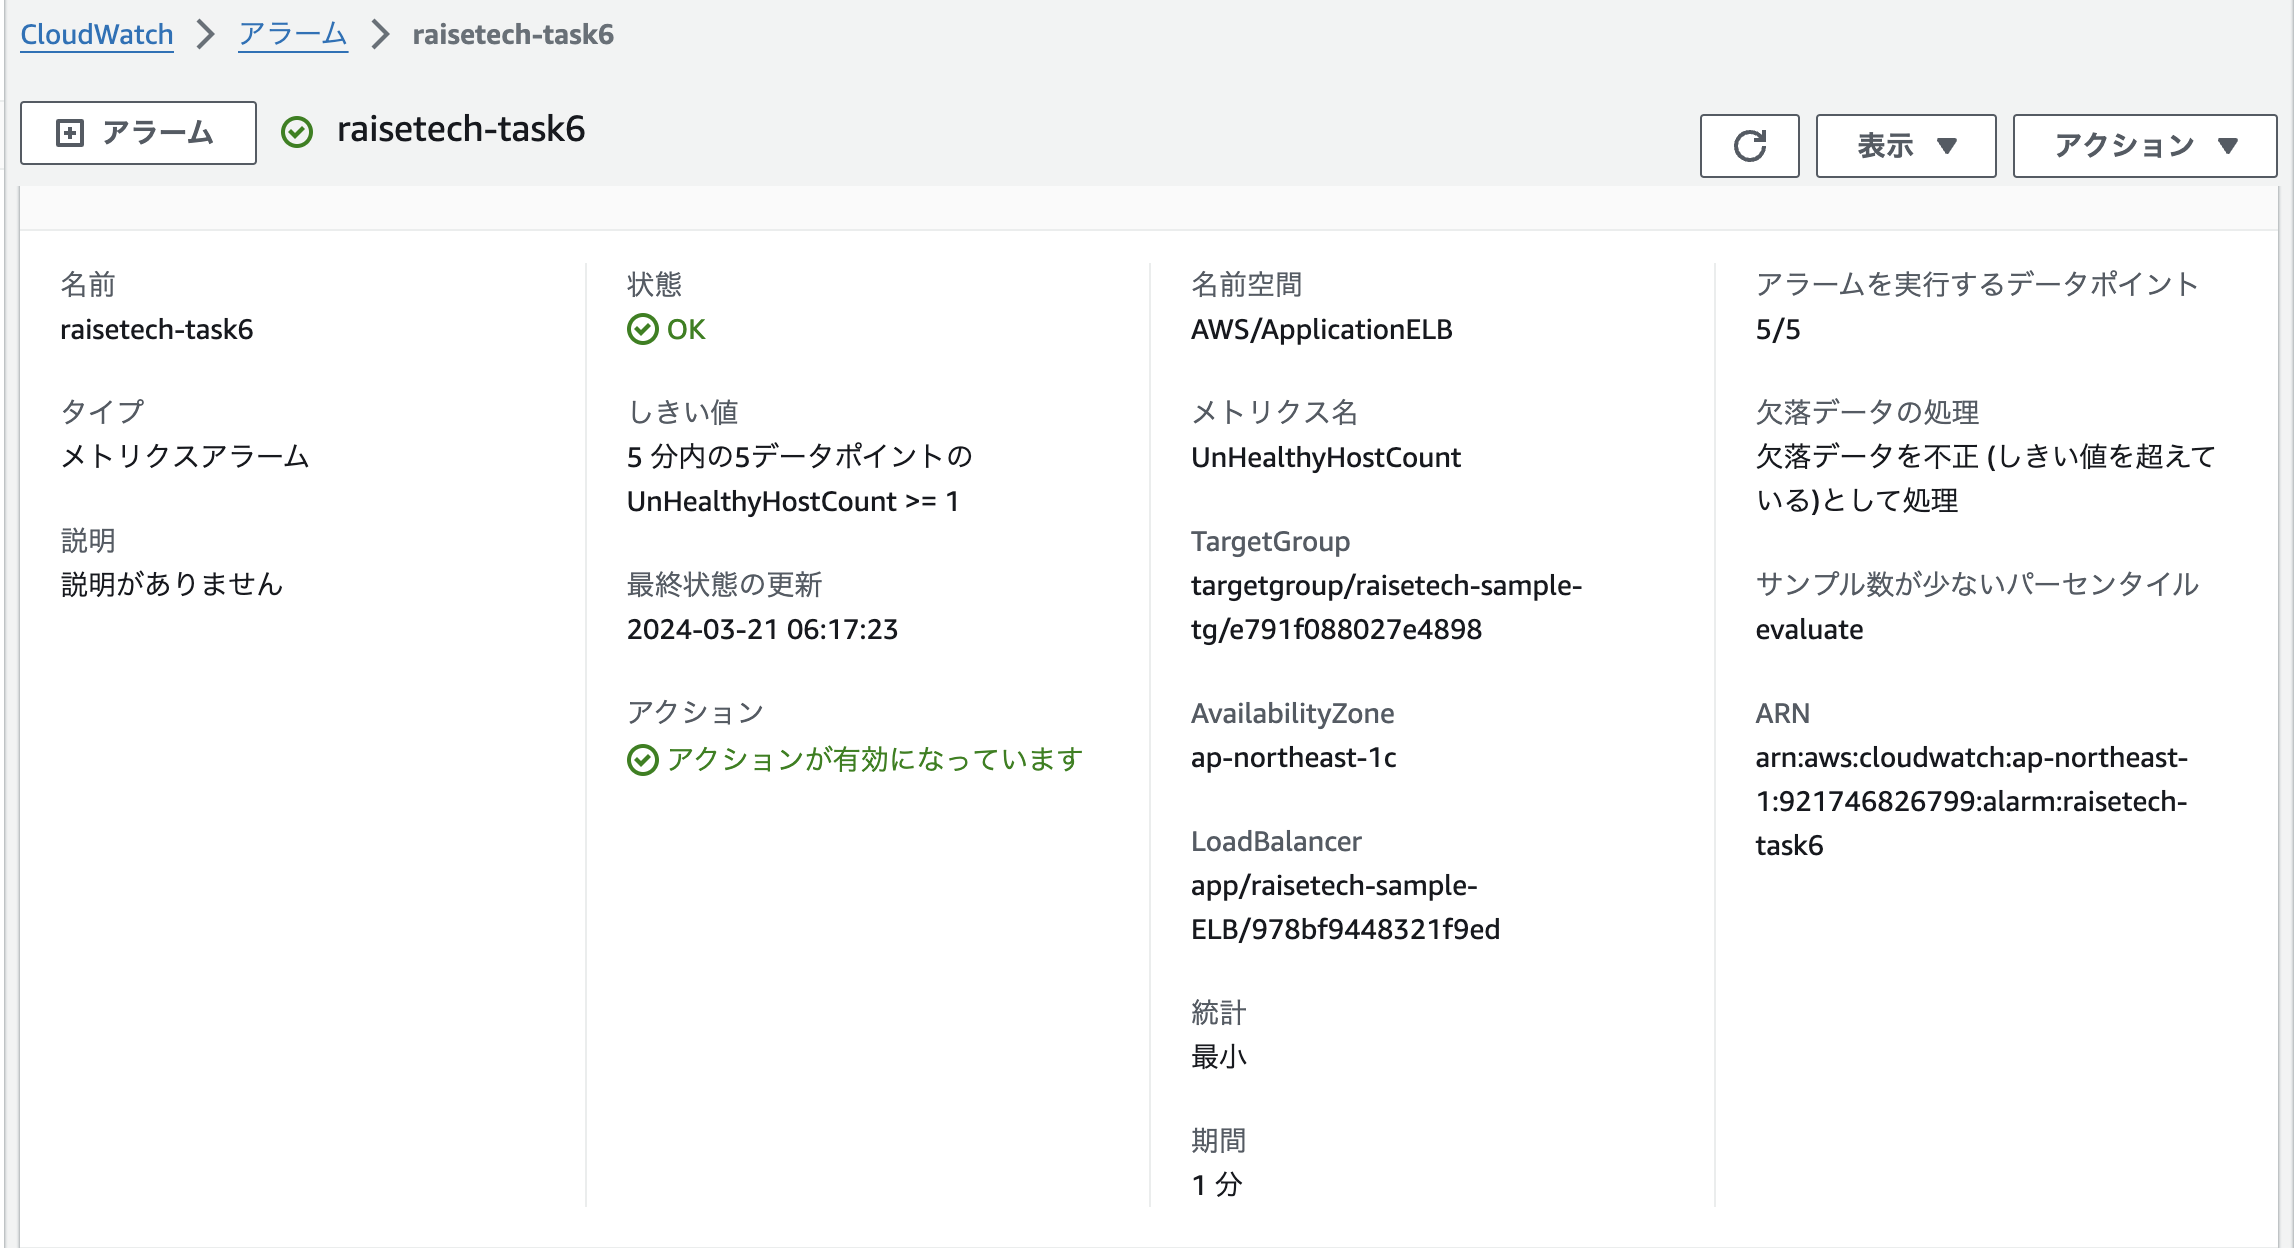 CloudWatch > アラーム > raisetech-task6
アラーム
raisetech-task6
表示 ▼
アクション ▼
名前
raisetech-task6
タイプ
メトリクスアラーム
説明
説明がありません
状態
OK
しきい値
5 分内の5データポイントの
UnHealthyHostCount >= 1
最終状態の更新
2024-03-21 06:17:23
アクション
アクションが有効になっています
名前空間
AWS/ApplicationELB
メトリクス名
UnHealthyHostCount
TargetGroup
targetgroup/raisetech-sample-
tg/e791f088027e4898
AvailabilityZone
ap-northeast-1c
LoadBalancer
app/raisetech-sample-
ELB/978bf9448321f9ed
統計
最小
期間
1 分
アラームを実行するデータポイント
5/5
欠落データの処理
欠落データを不正 (しきい値を超えて
いる)として処理
サンプル数が少ないパーセンタイル
evaluate
ARN
arn:aws:cloudwatch:ap-northeast-
1:921746826799:alarm:raisetech-
task6